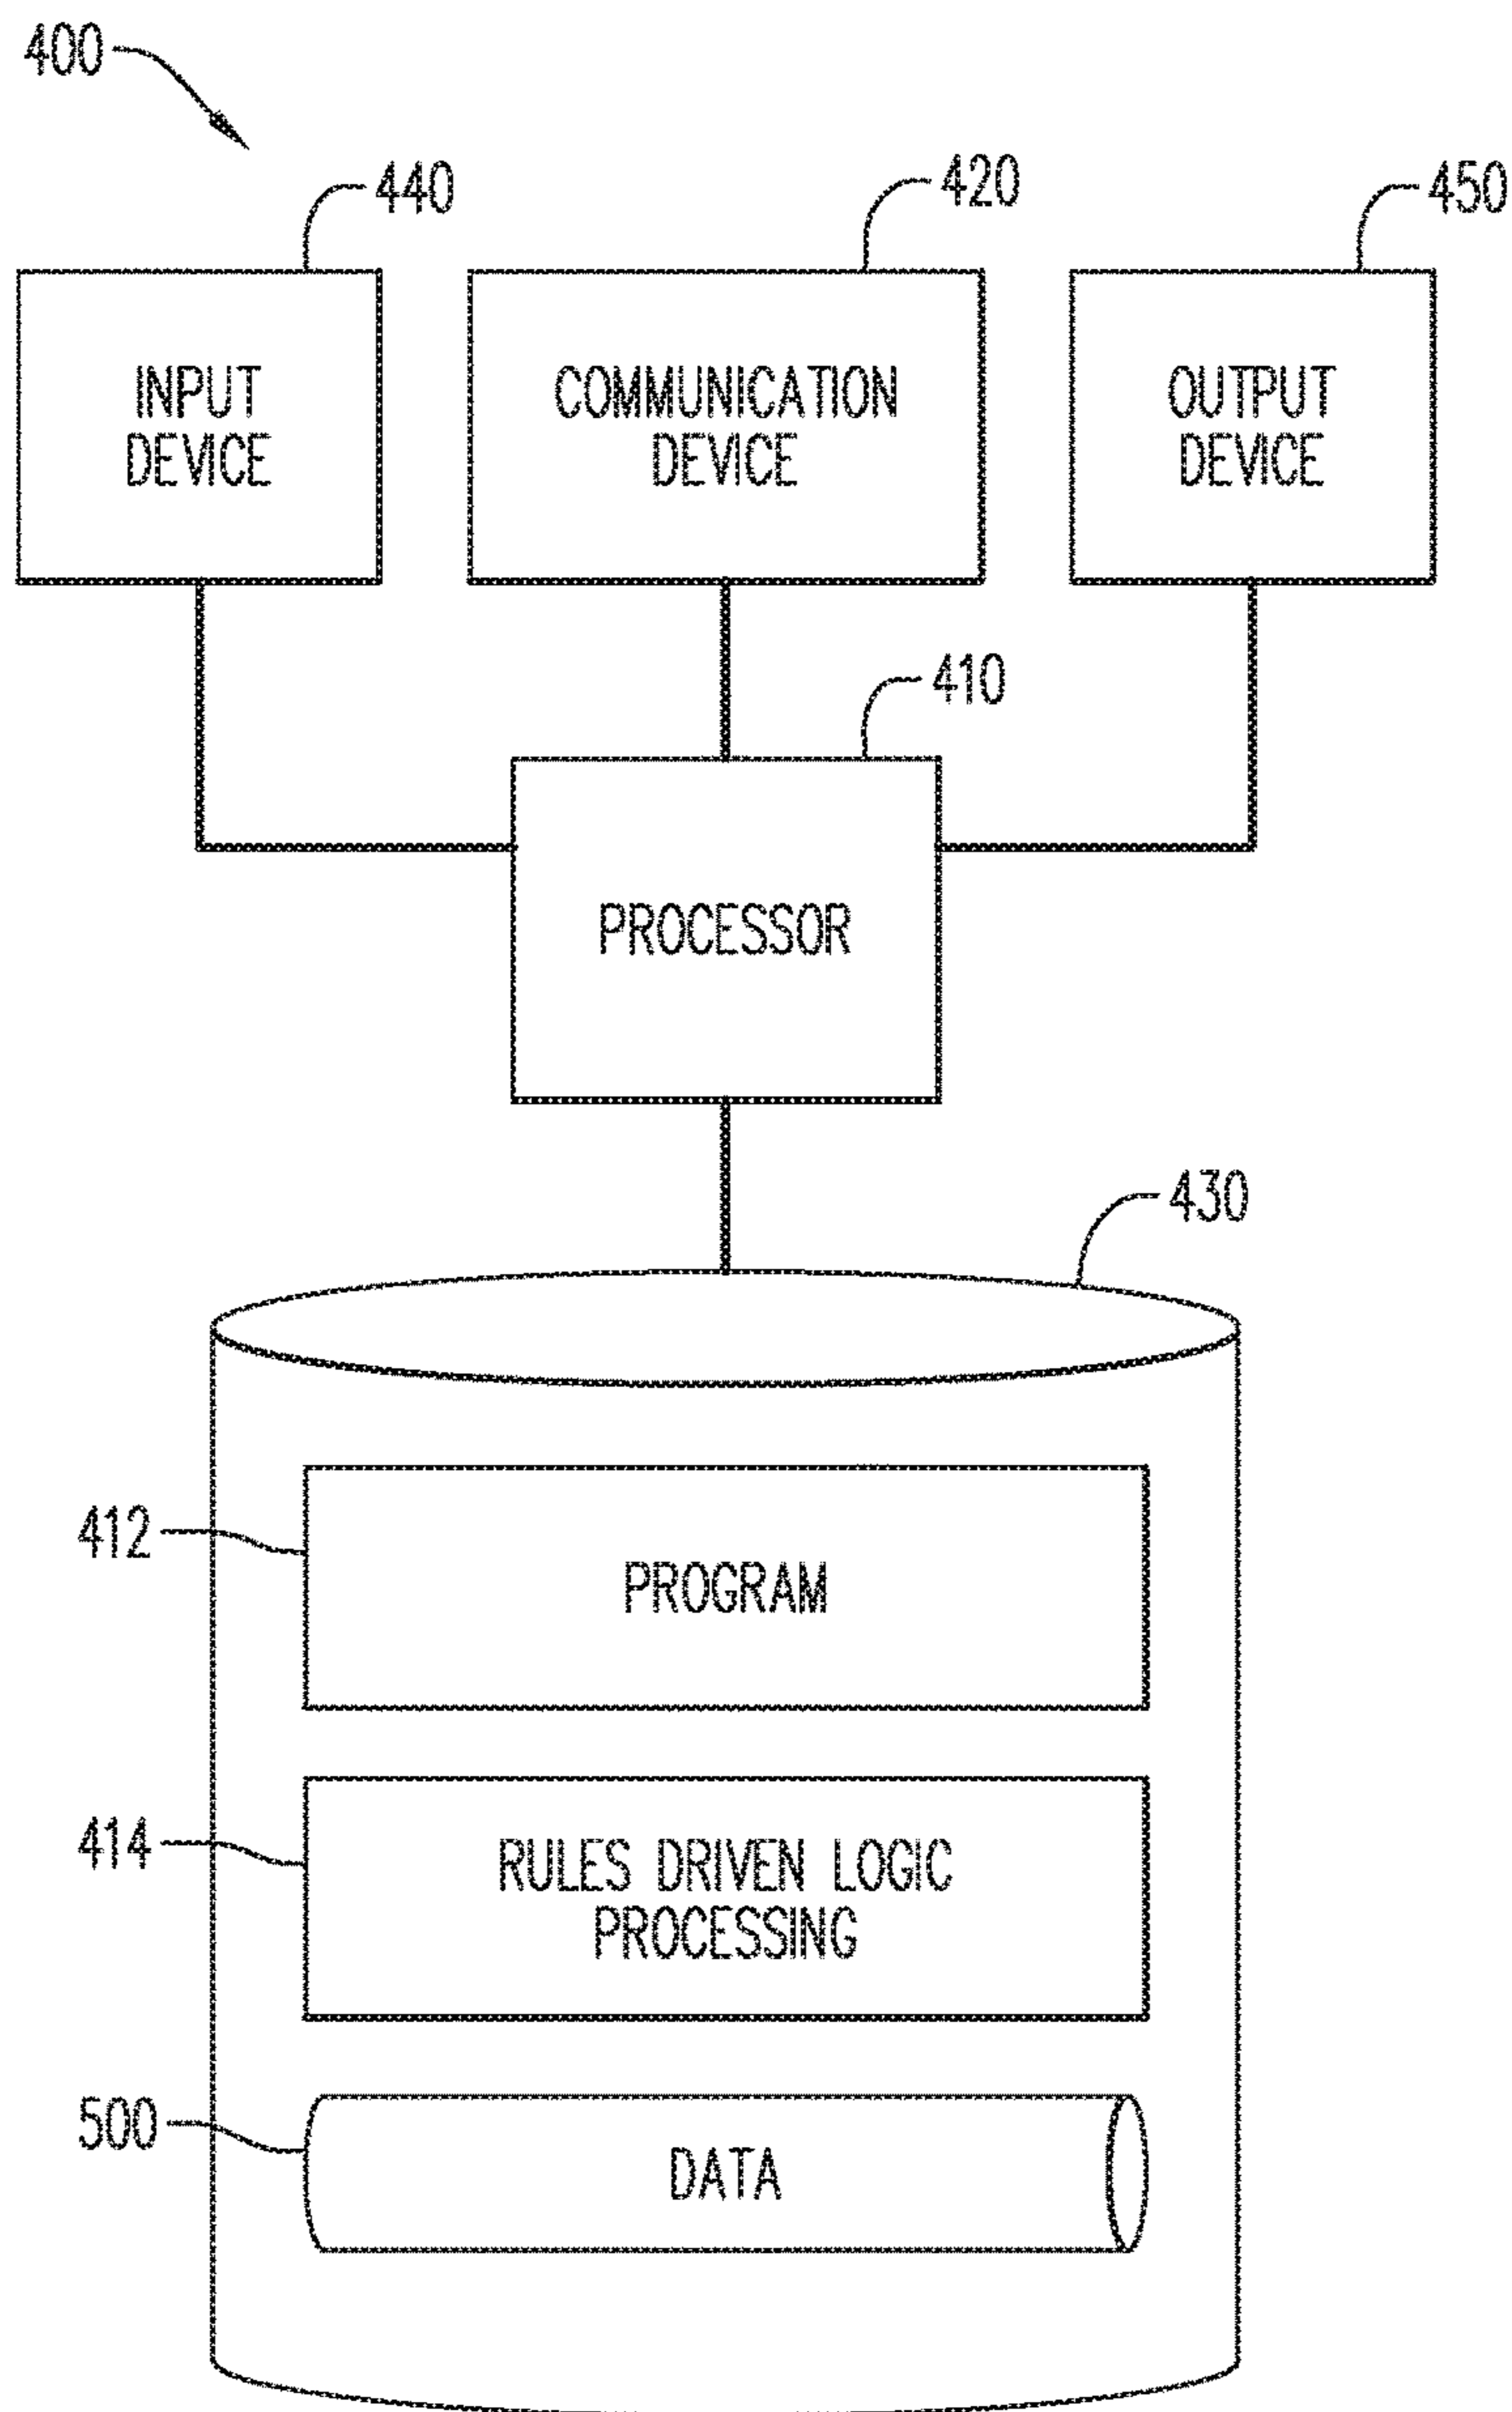 400
440
420
450
INPUT
DEVICE
COMMUNICATION
DEVICE
OUTPUT
DEVICE
410
PROCESSOR
430
412
PROGRAM
414
RULES DRIVEN LOGIC
PROCESSING
500
DATA